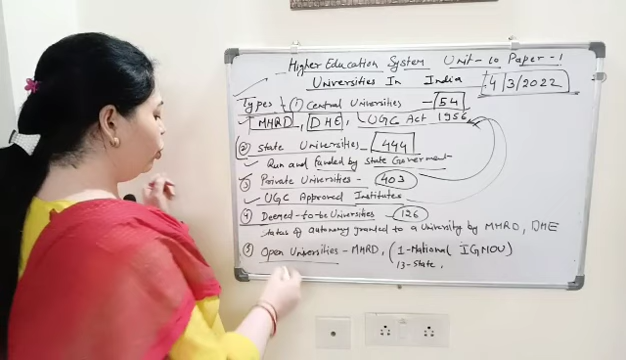 Higher Education System Unit-10 Paper-1
Universities In India 14/3/2022
Types (1) Central Universities - 54
MHRD, DHE, UGC Act 1956
(2) State Universities - 444
Run and funded by State Government
(3) Private Universities - 403
UGC Approved Institutes
(4) Deemed-to-be Universities - 126
Status of autonomy granted to a University by MHRD, DHE
(5) Open Universities - MHRD, (1-National IGNOU)
13-State,